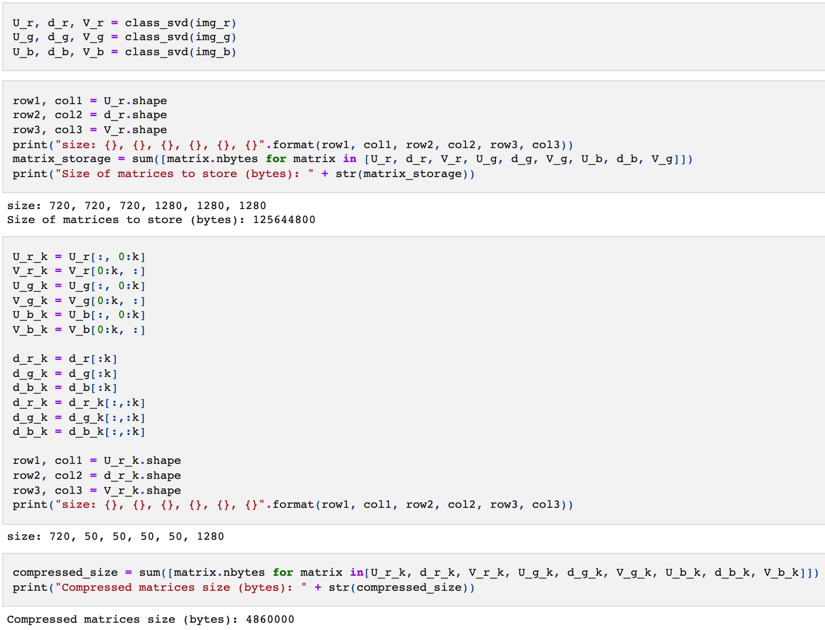 U_r, d_r, V_r = class_svd(img_r)
U_g, d_g, V_g = class_svd(img_g)
U_b, d_b, V_b = class_svd(img_b)
row1, col1 = U_r.shape
row2, col2 = d_r.shape
row3, col3 = V_r.shape
print("size: {}, {}, {}, {}, {}, {}".format(row1, col1, row2, col2, row3, col3))
matrix_storage = sum([matrix.nbytes for matrix in [U_r, d_r, V_r, U_g, d_g, V_g, U_b, d_b, V_g]])
print("Size of matrices to store (bytes): " + str(matrix_storage))
size: 720, 720, 720, 1280, 1280, 1280
Size of matrices to store (bytes): 125644800
U_r_k = U_r[:, 0:k]
V_r_k = V_r[0:k, :]
U_g_k = U_g[:, 0:k]
V_g_k = V_g[0:k, :]
U_b_k = U_b[:, 0:k]
V_b_k = V_b[0:k, :]
d_r_k = d_r[:k]
d_g_k = d_g[:k]
d_b_k = d_b[:k]
d_r_k = d_r_k[:,:k]
d_g_k = d_g_k[:,:k]
d_b_k = d_b_k[:,:k]
row1, col1 = U_r_k.shape
row2, col2 = d_r_k.shape
row3, col3 = V_r_k.shape
print("size: {}, {}, {}, {}, {}, {}".format(row1, col1, row2, col2, row3, col3))
size: 720, 50, 50, 50, 50, 1280
compressed_size = sum([matrix.nbytes for matrix in[U_r_k, d_r_k, V_r_k, U_g_k, d_g_k, V_g_k, U_b_k, d_b_k, V_b_k]])
print("Compressed matrices size (bytes): " + str(compressed_size))
Compressed matrices size (bytes): 4860000